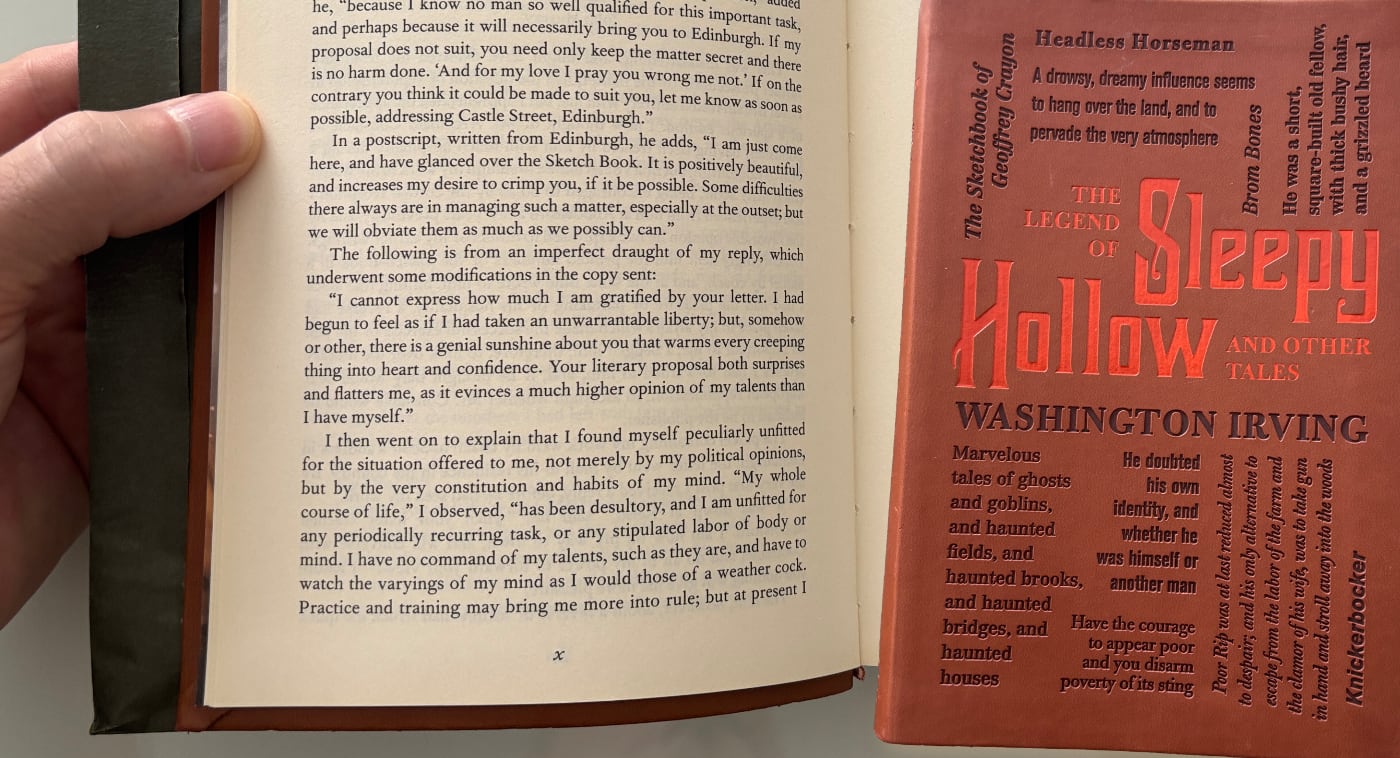 added
he, “because I know no man so well qualified for this important task,
and perhaps because it will necessarily bring you to Edinburgh. If my
proposal does not suit, you need only keep the matter secret and there
is no harm done. ‘And for my love I pray you wrong me not.’ If on the
contrary you think it could be made to suit you, let me know as soon as
possible, addressing Castle Street, Edinburgh.”
In a postscript, written from Edinburgh, he adds, “I am just come
here, and have glanced over the Sketch Book. It is positively beautiful,
and increases my desire to crimp you, if it be possible. Some difficulties
there always are in managing such a matter, especially at the outset; but
we will obviate them as much as we possibly can.”
The following is from an imperfect draught of my reply, which
underwent some modifications in the copy sent:
“I cannot express how much I am gratified by your letter. I had
begun to feel as if I had taken an unwarrantable liberty; but, somehow
or other, there is a genial sunshine about you that warms every creeping
thing into heart and confidence. Your literary proposal both surprises
and flatters me, as it evinces a much higher opinion of my talents than
I have myself.”
I then went on to explain that I found myself peculiarly unfitted
for the situation offered to me, not merely by my political opinions,
but by the very constitution and habits of my mind. “My whole
course of life,” I observed, “has been desultory, and I am unfitted for
any periodically recurring task, or any stipulated labor of body or
mind. I have no command of my talents, such as they are, and have to
watch the varyings of my mind as I would those of a weather cock.
Practice and training may bring me more into rule; but at present I
x
The Sketchbook of
Geoffrey Crayon
Headless Horseman
A drowsy, dreamy influence seems
to hang over the land, and to
pervade the very atmosphere
Brom Bones
He was a short,
square-built old fellow,
with thick bushy hair,
and a grizzled beard
THE
LEGEND
OF
Sleepy
Hollow
AND OTHER
TALES
WASHINGTON IRVING
Marvelous
tales of ghosts
and goblins,
and haunted
fields, and
haunted brooks,
and haunted
bridges, and
haunted
houses
He doubted
his own
identity, and
whether he
was himself or
another man
Have the courage
to appear poor
and you disarm
poverty of its sting
Poor Rip was at last reduced almost
to despair; and his only alternative to
escape from the labor of the farm and
the clamor of his wife, was to take gun
in hand and stroll away into the woods
Knickerbocker